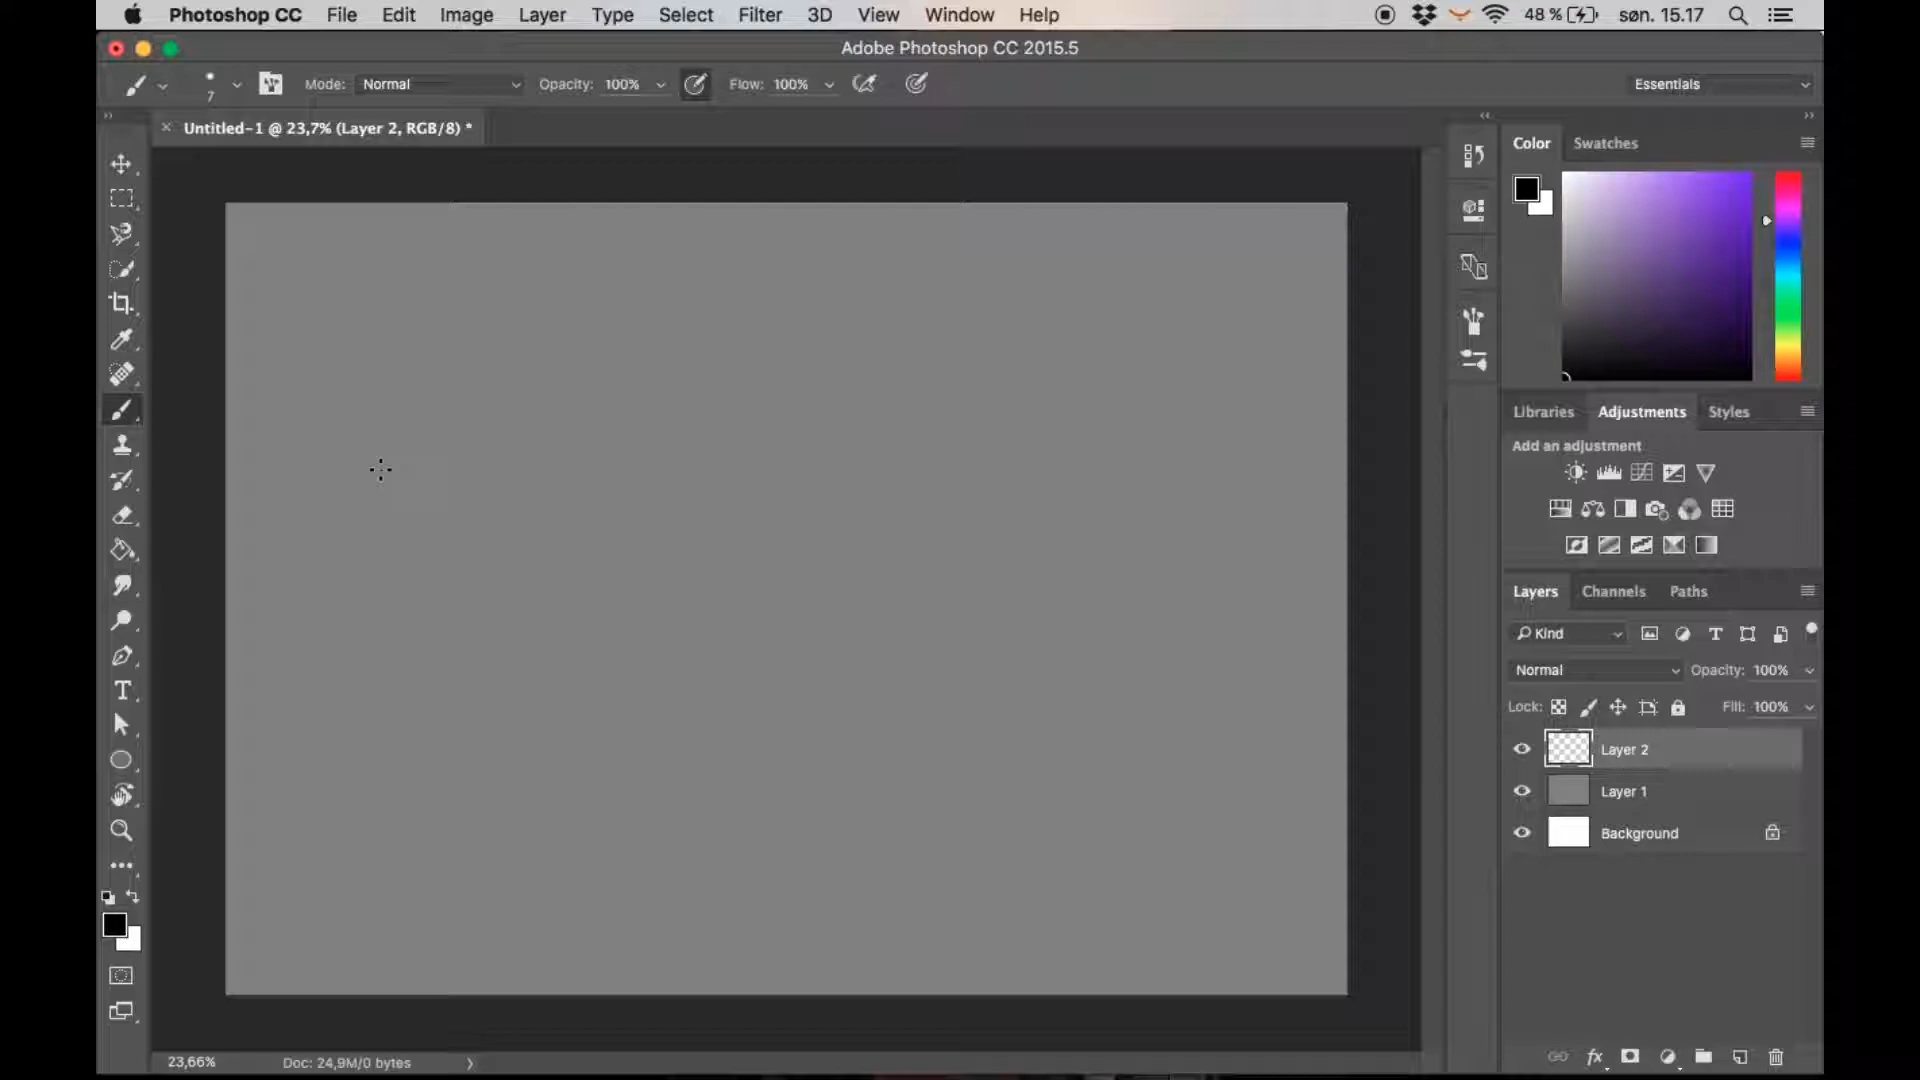 Photoshop CC File Edit Image Layer Type Select Filter 3D View Window Help 48 % søn. 15.17
Adobe Photoshop CC 2015.5
7 Mode: Normal Opacity: 100% Flow: 100% Essentials
Untitled-1 @ 23,7% (Layer 2, RGB/8) *
Color Swatches
Libraries Adjustments Styles
Add an adjustment
Layers Channels Paths
Kind
Normal Opacity: 100%
Lock: Fill: 100%
Layer 2
Layer 1
Background
23,66% Doc: 24,9M/0 bytes